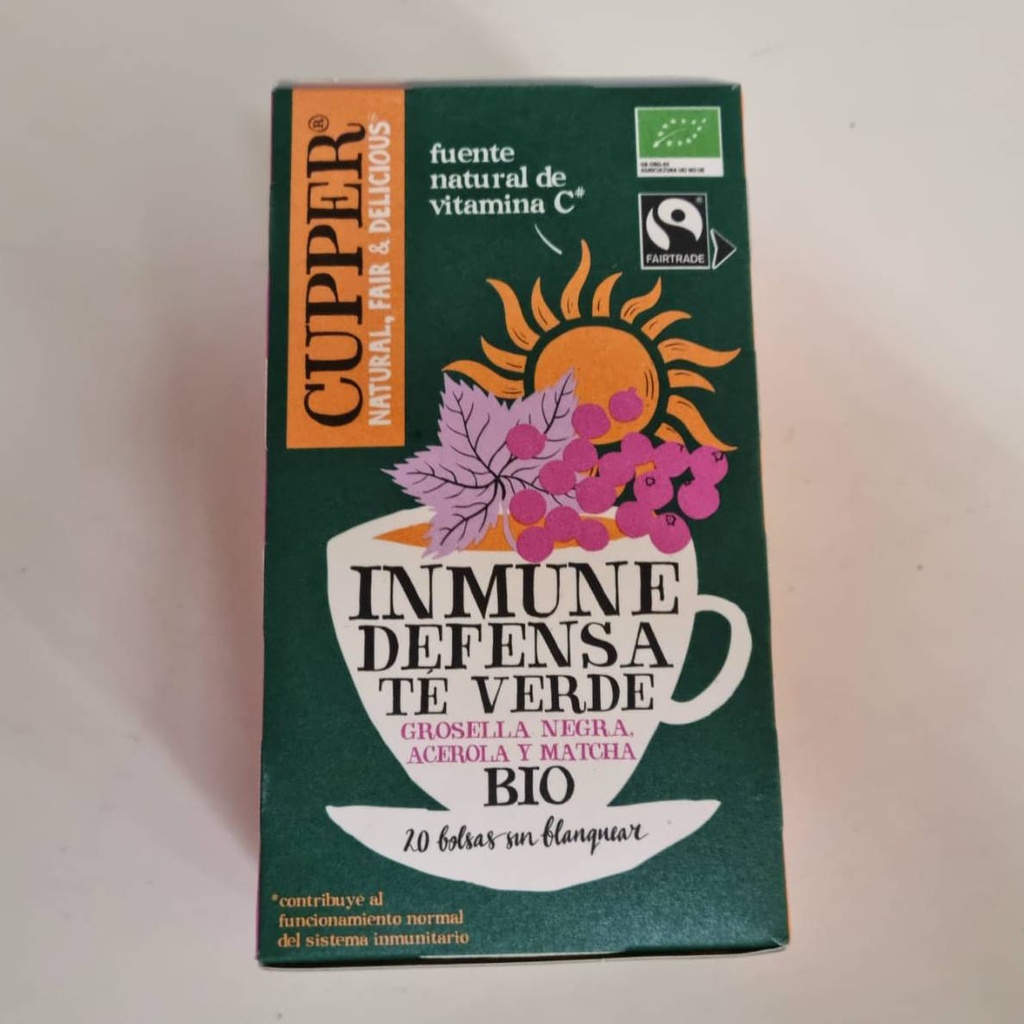 CUPPER®
NATURAL, FAIR & DELICIOUS™
fuente
natural de
vitamina C#
FAIRTRADE
INMUNE
DEFENSA
TÉ VERDE
GROSELLA NEGRA,
ACEROLA Y MATCHA
BIO
20 bolsas sin blanquear
*contribuye al
funcionamiento normal
del sistema inmunitario